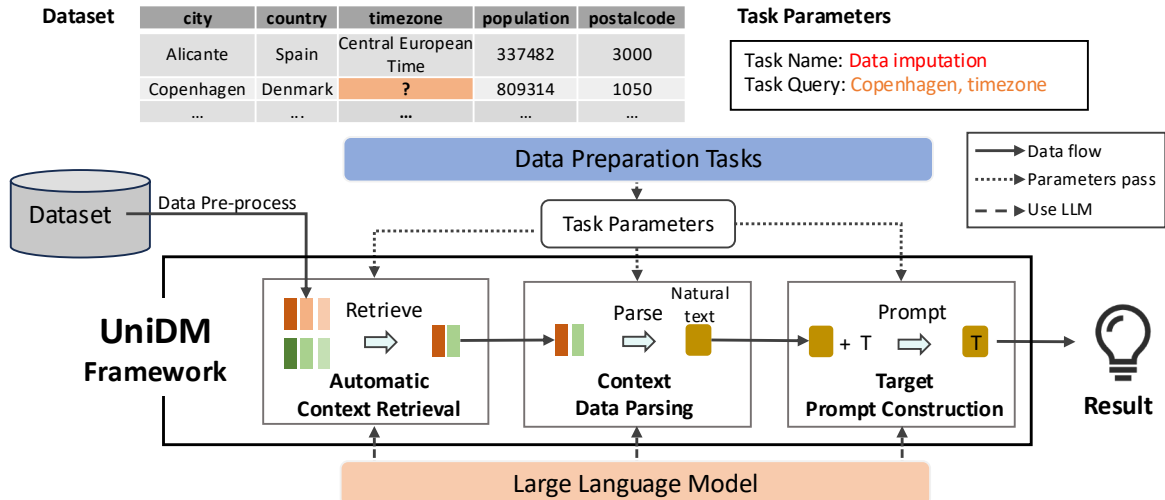 Dataset
city country timezone population postalcode
Alicante Spain Central European Time 337482 3000
Copenhagen Denmark ? 809314 1050
... ... ... ... ...
Task Parameters
Task Name: Data imputation
Task Query: Copenhagen, timezone
Data Preparation Tasks
Data flow
Parameters pass
Use LLM
Dataset
Data Pre-process
Task Parameters
UniDM
Framework
Retrieve
Automatic
Context Retrieval
Parse
Natural
text
Context
Data Parsing
Prompt
+ T
T
Target
Prompt Construction
Result
Large Language Model